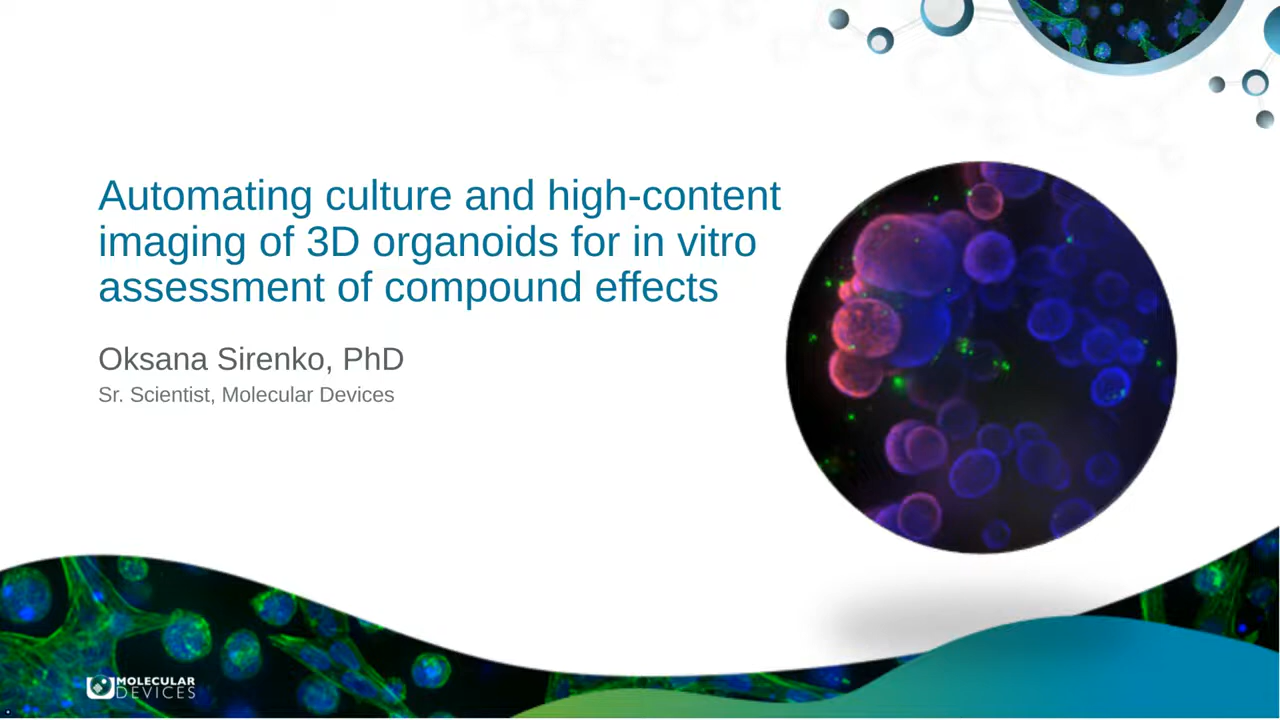 Automating culture and high-content
imaging of 3D organoids for in vitro
assessment of compound effects
Oksana Sirenko, PhD
Sr. Scientist, Molecular Devices
MOLECULAR
DEVICES